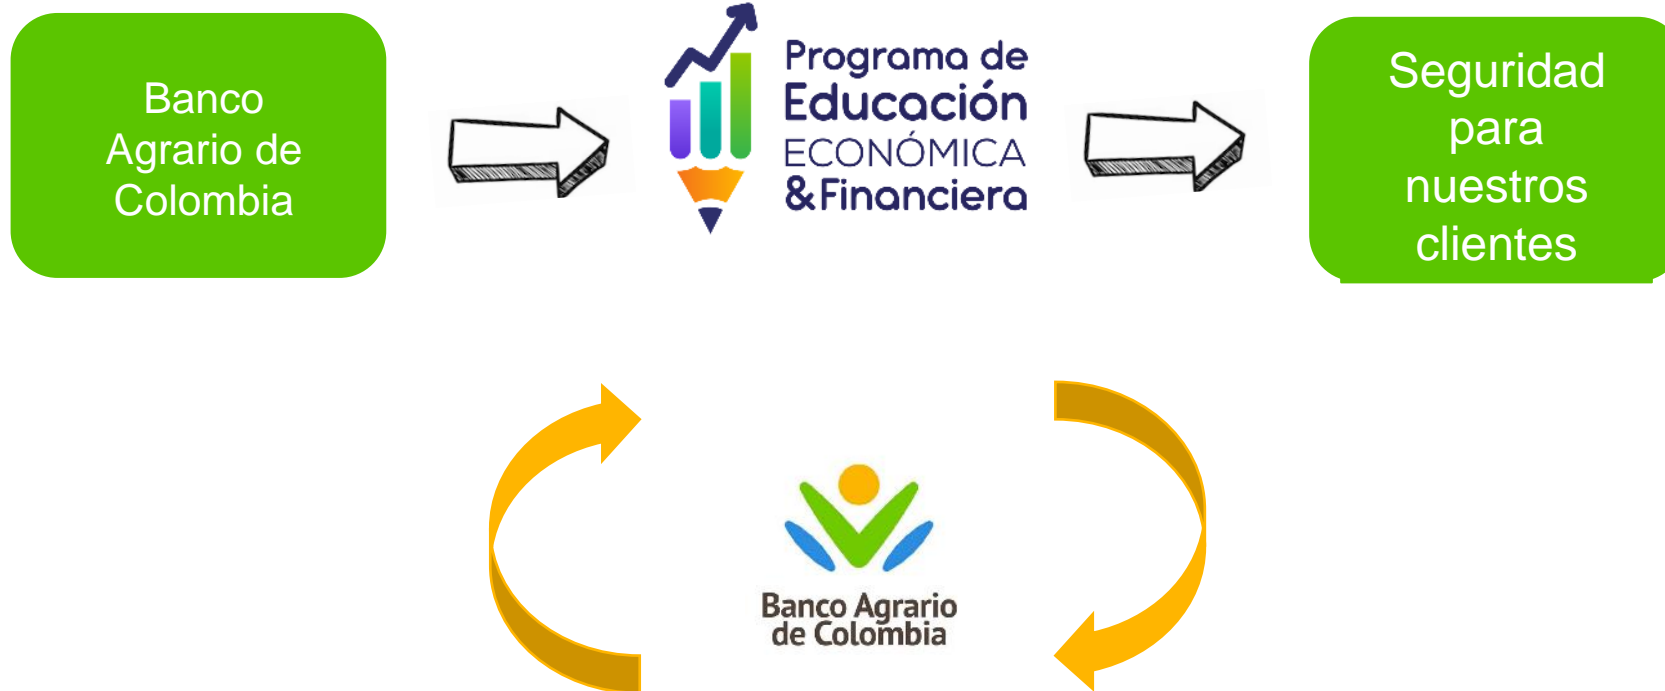 Banco
Agrario de
Colombia
Programa de
Educación
ECONÓMICA
&Financiera
Seguridad
para
nuestros
clientes
Banco Agrario
de Colombia